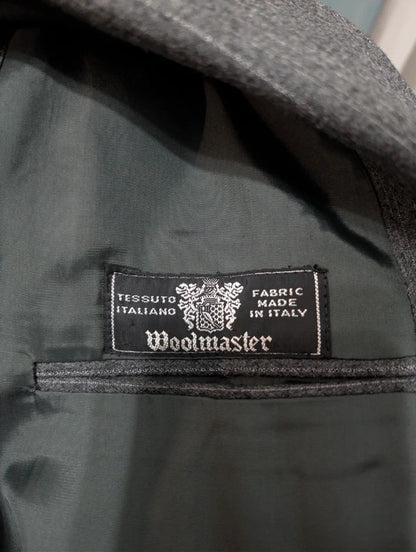 TESSUTO
ITALIANO
FABRIC
MADE
IN ITALY
Woolmaster